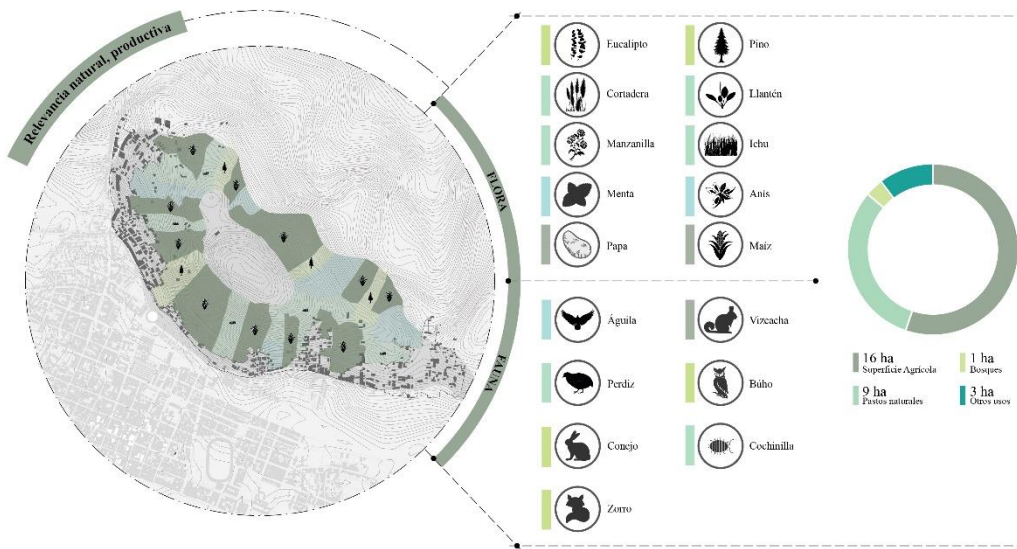 Relevancia natural, productiva
FLORA
FAUNA
Eucalipto
Pino
Cortadera
Llantén
Manzanilla
Ichu
Menta
Anís
Papa
Maíz
Águila
Vizcacha
Perdiz
Búho
Conejo
Cochinilla
Zorro
16 ha
Superficie Agrícola
1 ha
Bosques
9 ha
Pastos naturales
3 ha
Otros usos